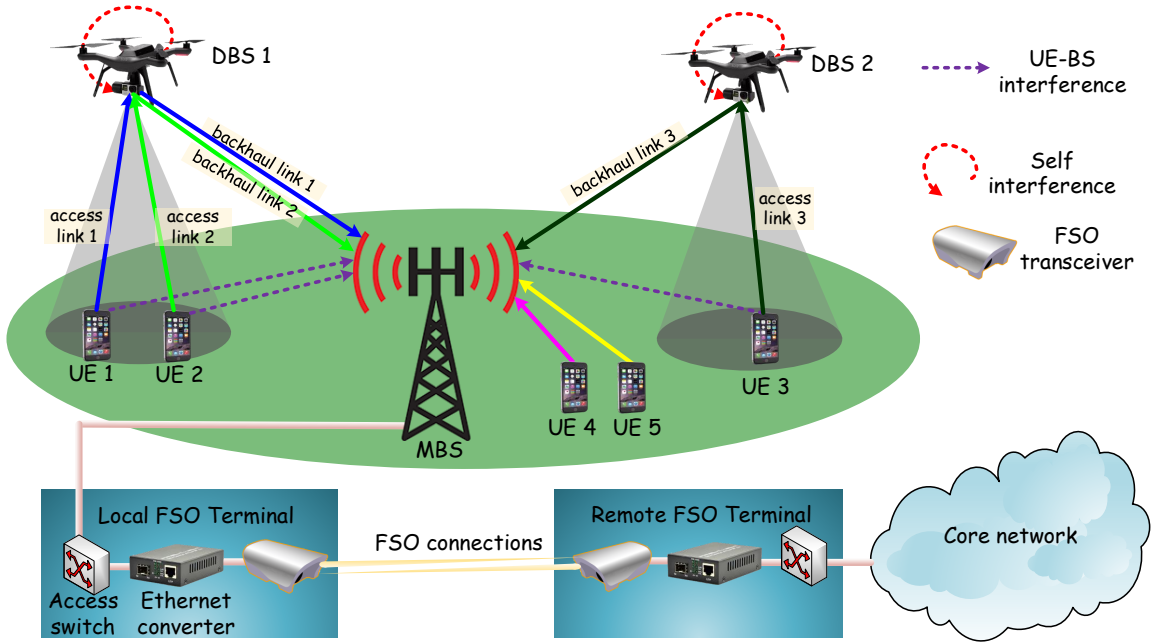 DBS 1
DBS 2
UE-BS
interference
backhaul link 1
backhaul link 2
backhaul link 3
Self
interference
access
link 1
access
link 2
access
link 3
FSO
transceiver
UE 1
UE 2
UE 3
UE 4
UE 5
MBS
Local FSO Terminal
Remote FSO Terminal
FSO connections
Core network
Access
switch
Ethernet
converter